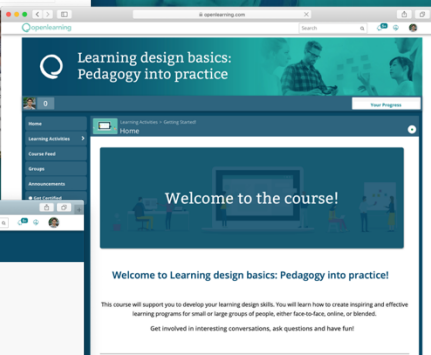 openlearning.com
openlearning
Search
Learning design basics:
Pedagogy into practice
0
Your Progress
Home
Learning Activities
Course Feed
Groups
Announcements
Get Certified
Learning Activities • Getting Started!
Home
Welcome to the course!
Welcome to Learning design basics: Pedagogy into practice!
This course will support you to develop your learning design skills. You will learn how to create inspiring and effective
learning programs for small or large groups of people, either face-to-face, online, or blended.
Get involved in interesting conversations, ask questions and have fun!